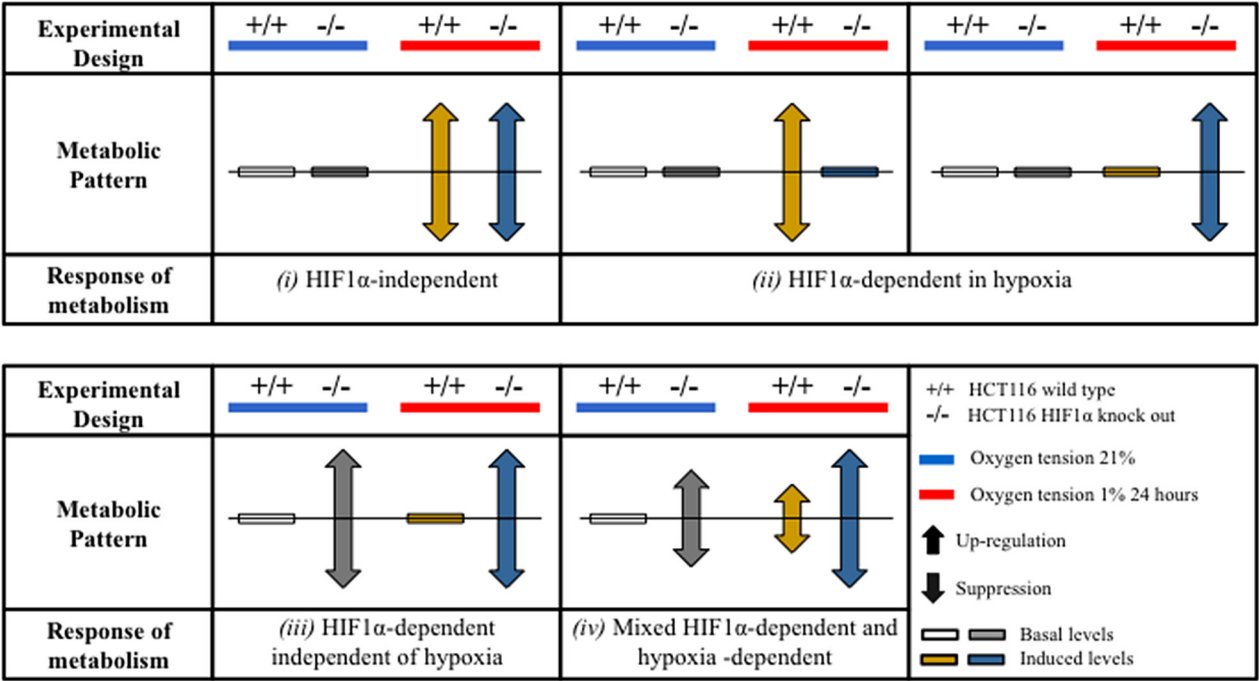 Experimental
Design
+/+ -/- +/+ -/- +/+ -/- +/+ -/- +/+ -/- +/+ -/-
Metabolic
Pattern
Response of
metabolism
(i) HIF1α-independent
(ii) HIF1α-dependent in hypoxia
Experimental
Design
+/+ -/- +/+ -/- +/+ -/- +/+ -/-
Metabolic
Pattern
Response of
metabolism
(iii) HIF1α-dependent
independent of hypoxia
(iv) Mixed HIF1α-dependent and
hypoxia -dependent
+/+ HCT116 wild type
-/- HCT116 HIF1α knock out
Oxygen tension 21%
Oxygen tension 1% 24 hours
Up-regulation
Suppression
Basal levels
Induced levels